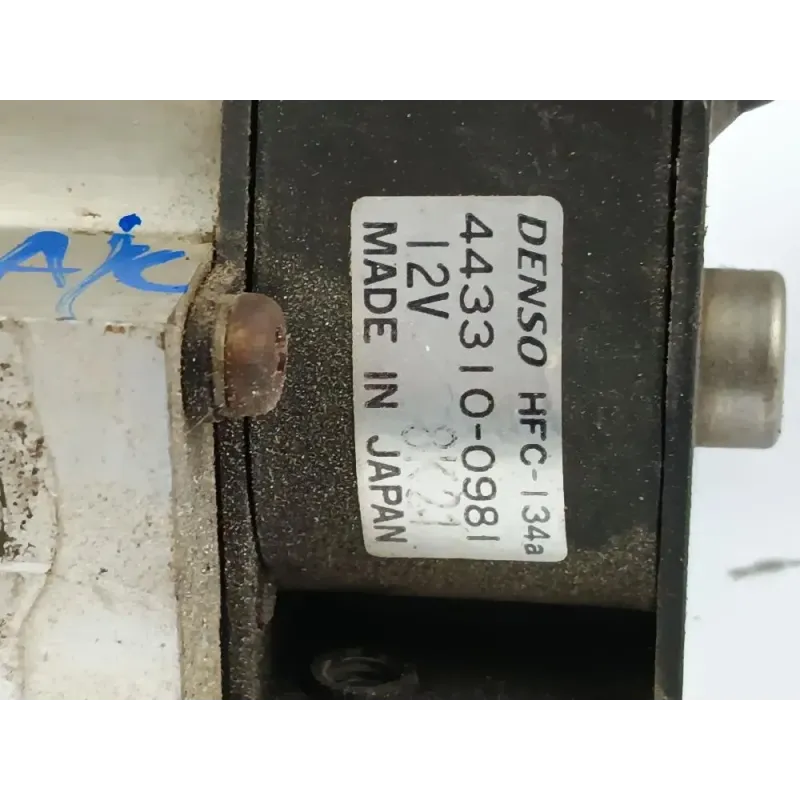 DENSO HFC-134a
443310-0981
12V
MADE IN JAPAN
A/C